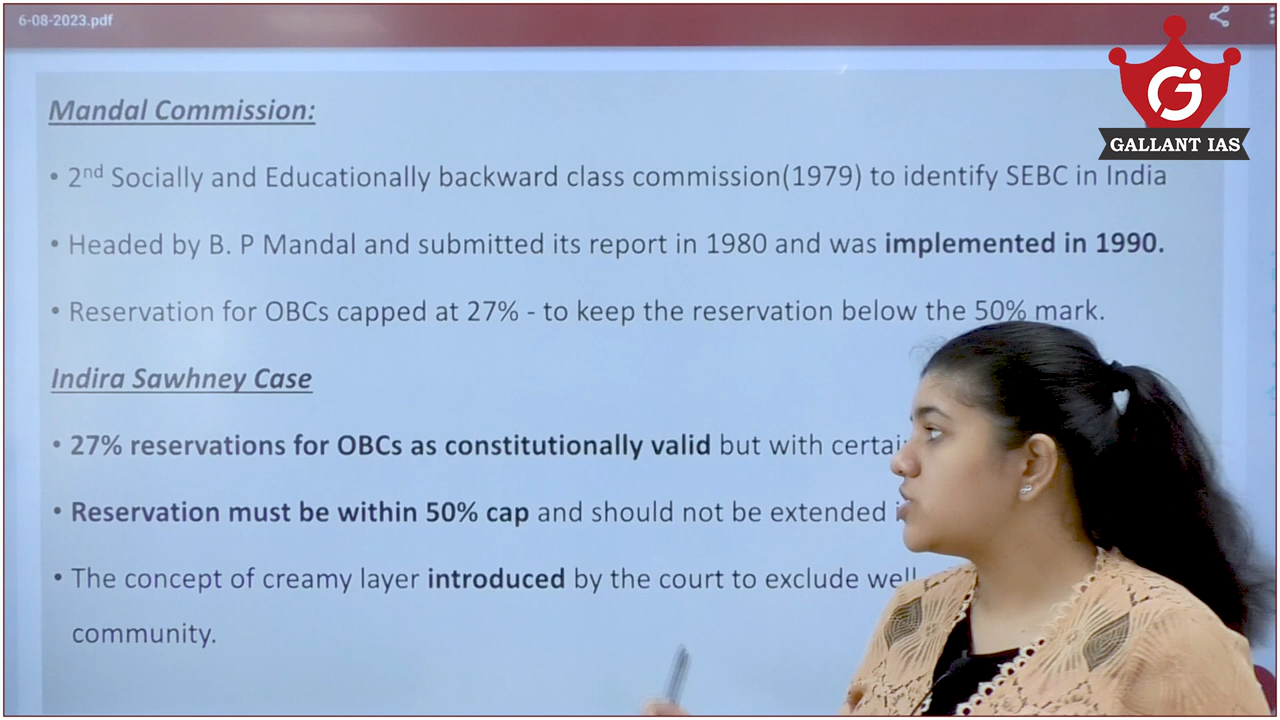 6-08-2023.pdf
GALLANT IAS
Mandal Commission:
• 2nd Socially and Educationally backward class commission(1979) to identify SEBC in India
• Headed by B. P Mandal and submitted its report in 1980 and was implemented in 1990.
• Reservation for OBCs capped at 27% - to keep the reservation below the 50% mark.
Indira Sawhney Case
• 27% reservations for OBCs as constitutionally valid but with
• Reservation must be within 50% cap and should not be extended
• The concept of creamy layer introduced by the court to exclude
community.